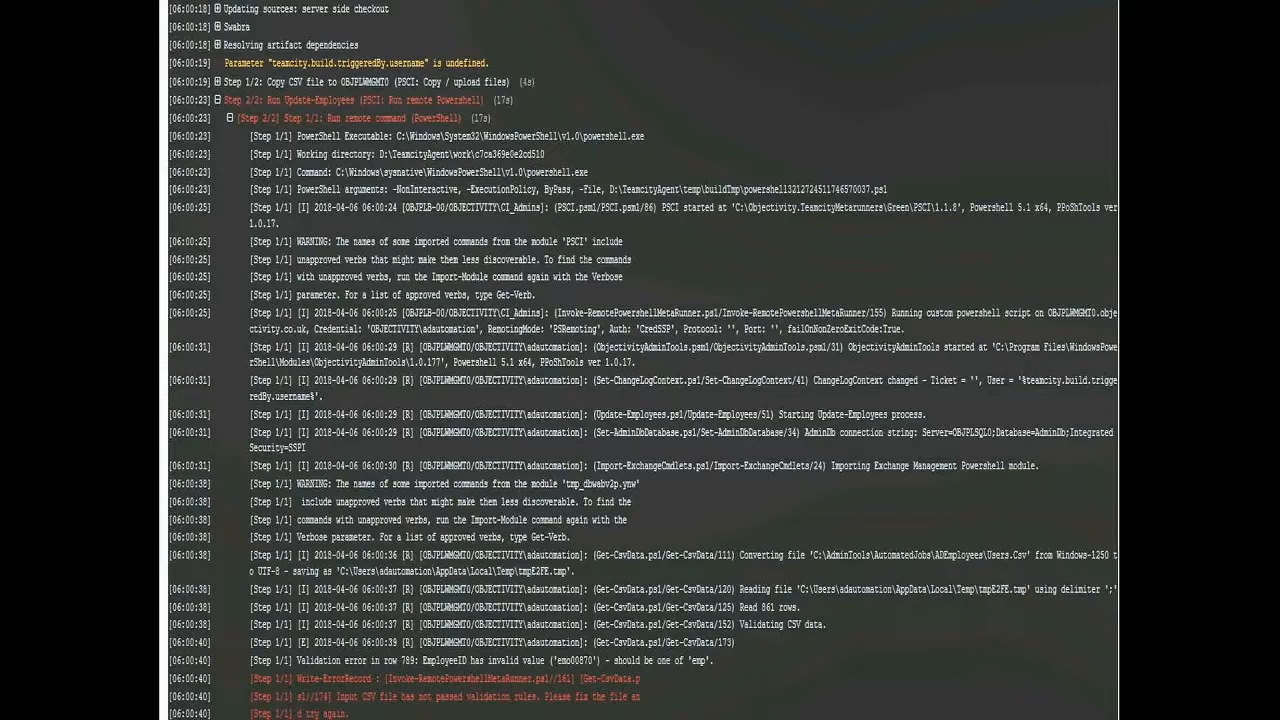 [06:00:18] Updating sources: server side checkout
[06:00:18] Swabra
[06:00:18] Resolving artifact dependencies
[06:00:19] Parameter "teamcity.build.triggeredBy.username" is undefined.
[06:00:19] Step 1/2: Copy CSV file to OBJPLWMGMT0 (PSCI: Copy / upload files) (4s)
[06:00:23] Step 2/2: Run Update-Employees (PSCI: Run remote Powershell) (17s)
[06:00:23] [Step 2/2] Step 1/1: Run remote command (PowerShell) (17s)
[06:00:23] [Step 1/1] PowerShell Executable: C:\Windows\System32\WindowsPowerShell\v1.0\powershell.exe
[06:00:23] [Step 1/1] Working directory: D:\TeamcityAgent\work\c7ca369e0e2cd510
[06:00:23] [Step 1/1] Command: C:\Windows\sysnative\WindowsPowerShell\v1.0\powershell.exe
[06:00:23] [Step 1/1] PowerShell arguments: -NonInteractive, -ExecutionPolicy, ByPass, -File, D:\TeamcityAgent\temp\buildTmp\powershell3212724511746570037.ps1
[06:00:25] [Step 1/1] [I] 2018-04-06 06:00:24 [OBJPLB-00/OBJECTIVITY\CI_Admins]: (PSCI.psm1/PSCI.psm1/86) PSCI started at 'C:\Objectivity.TeamcityMetarunners\Green\PSCI\1.1.8', Powershell 5.1 x64, PPoShTools ver
1.0.17.
[06:00:25] [Step 1/1] WARNING: The names of some imported commands from the module 'PSCI' include
[06:00:25] [Step 1/1] unapproved verbs that might make them less discoverable. To find the commands
[06:00:25] [Step 1/1] with unapproved verbs, run the Import-Module command again with the Verbose
[06:00:25] [Step 1/1] parameter. For a list of approved verbs, type Get-Verb.
[06:00:25] [Step 1/1] [I] 2018-04-06 06:00:25 [OBJPLB-00/OBJECTIVITY\CI_Admins]: (Invoke-RemotePowershellMetaRunner.ps1/Invoke-RemotePowershellMetaRunner/155) Running custom powershell script on OBJPLWMGMT0.obje
ctivity.co.uk, Credential: 'OBJECTIVITY\adautomation', RemotingMode: 'PSRemoting', Auth: 'CredSSP', Protocol: '', Port: '', failOnNonZeroExitCode:True.
[06:00:31] [Step 1/1] [I] 2018-04-06 06:00:29 [R] [OBJPLWMGMT0/OBJECTIVITY\adautomation]: (ObjectivityAdminTools.psm1/ObjectivityAdminTools.psm1/31) ObjectivityAdminTools started at 'C:\Program Files\WindowsPowe
rShell\Modules\ObjectivityAdminTools\1.0.177', Powershell 5.1 x64, PPoShTools ver 1.0.17.
[06:00:31] [Step 1/1] [I] 2018-04-06 06:00:29 [R] [OBJPLWMGMT0/OBJECTIVITY\adautomation]: (Set-ChangeLogContext.ps1/Set-ChangeLogContext/41) ChangeLogContext changed - Ticket = '', User = '%teamcity.build.trigge
redBy.username%'.
[06:00:31] [Step 1/1] [I] 2018-04-06 06:00:29 [R] [OBJPLWMGMT0/OBJECTIVITY\adautomation]: (Update-Employees.ps1/Update-Employees/51) Starting Update-Employees process.
[06:00:31] [Step 1/1] [I] 2018-04-06 06:00:29 [R] [OBJPLWMGMT0/OBJECTIVITY\adautomation]: (Set-AdminDbDatabase.ps1/Set-AdminDbDatabase/34) AdminDb connection string: Server=OBJPLSQL0;Database=AdminDb;Integrated
Security=SSPI
[06:00:31] [Step 1/1] [I] 2018-04-06 06:00:30 [R] [OBJPLWMGMT0/OBJECTIVITY\adautomation]: (Import-ExchangeCmdlets.ps1/Import-ExchangeCmdlets/24) Importing Exchange Management Powershell module.
[06:00:38] [Step 1/1] WARNING: The names of some imported commands from the module 'tmp_dbwabv2p.ynw'
[06:00:38] [Step 1/1] include unapproved verbs that might make them less discoverable. To find the
[06:00:38] [Step 1/1] commands with unapproved verbs, run the Import-Module command again with the
[06:00:38] [Step 1/1] Verbose parameter. For a list of approved verbs, type Get-Verb.
[06:00:38] [Step 1/1] [I] 2018-04-06 06:00:36 [R] [OBJPLWMGMT0/OBJECTIVITY\adautomation]: (Get-CsvData.ps1/Get-CsvData/111) Converting file 'C:\AdminTools\AutomatedJobs\ADEmployees\Users.Csv' from Windows-1250 t
o UTF-8 - saving as 'C:\Users\adautomation\AppData\Local\Temp\tmpE2FE.tmp'.
[06:00:38] [Step 1/1] [I] 2018-04-06 06:00:37 [R] [OBJPLWMGMT0/OBJECTIVITY\adautomation]: (Get-CsvData.ps1/Get-CsvData/120) Reading file 'C:\Users\adautomation\AppData\Local\Temp\tmpE2FE.tmp' using delimiter ';'
[06:00:38] [Step 1/1] [I] 2018-04-06 06:00:37 [R] [OBJPLWMGMT0/OBJECTIVITY\adautomation]: (Get-CsvData.ps1/Get-CsvData/125) Read 861 rows.
[06:00:38] [Step 1/1] [I] 2018-04-06 06:00:37 [R] [OBJPLWMGMT0/OBJECTIVITY\adautomation]: (Get-CsvData.ps1/Get-CsvData/152) Validating CSV data.
[06:00:40] [Step 1/1] [E] 2018-04-06 06:00:39 [R] [OBJPLWMGMT0/OBJECTIVITY\adautomation]: (Get-CsvData.ps1/Get-CsvData/173)
[06:00:40] [Step 1/1] Validation error in row 789: EmployeeID has invalid value ('emo00870') - should be one of 'emp'.
[06:00:40] [Step 1/1] Write-ErrorRecord : [Invoke-RemotePowershellMetaRunner.ps1//161] [Get-CsvData.p
[06:00:40] [Step 1/1] s1//174] Input CSV file has not passed validation rules. Please fix the file an
[06:00:40] [Step 1/1] d try again.